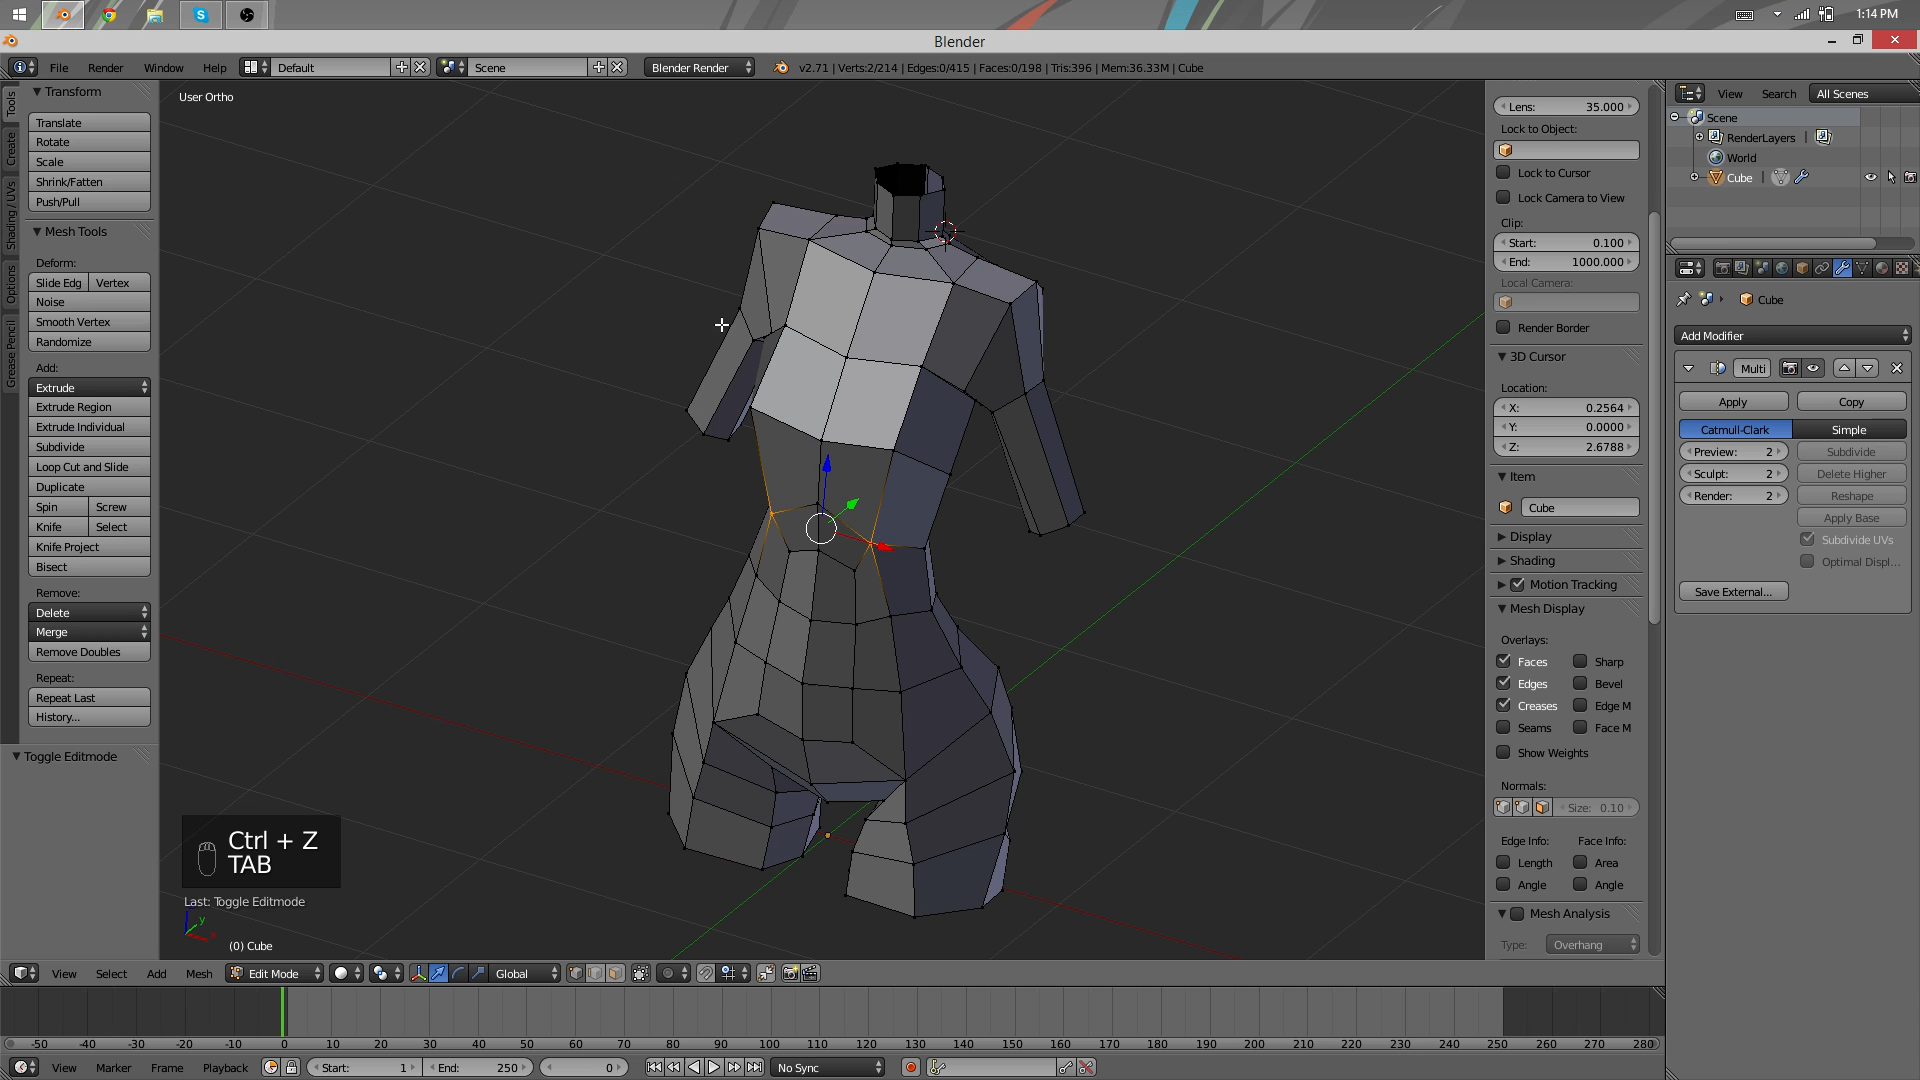 1:14 PM
Blender
File Render Window Help Default Scene Blender Render v2.71 | Verts:2/214 | Edges:0/415 | Faces:0/198 | Tris:396 | Mem:36.33M | Cube
Tools
Create
Shading / UVs
Options
Grease Pencil
Transform
Translate
Rotate
Scale
Shrink/Fatten
Push/Pull
Mesh Tools
Deform:
Slide Edg Vertex
Noise
Smooth Vertex
Randomize
Add:
Extrude
Extrude Region
Extrude Individual
Subdivide
Loop Cut and Slide
Duplicate
Spin Screw
Knife Select
Knife Project
Bisect
Remove:
Delete
Merge
Remove Doubles
Repeat:
Repeat Last
History...
Toggle Editmode
User Ortho
Ctrl + Z
TAB
Last: Toggle Editmode
y
(0) Cube
Lens: 35.000
Lock to Object:
Lock to Cursor
Lock Camera to View
Clip:
Start: 0.100
End: 1000.000
Local Camera:
Render Border
3D Cursor
Location:
X: 0.2564
Y: 0.0000
Z: 2.6788
Item
Cube
Display
Shading
Motion Tracking
Mesh Display
Overlays:
Faces Sharp
Edges Bevel
Creases Edge M
Seams Face M
Show Weights
Normals:
Size: 0.10
Edge Info: Face Info:
Length Area
Angle Angle
Mesh Analysis
Type: Overhang
View Search All Scenes
Scene
RenderLayers |
World
Cube |
Cube
Add Modifier
Multi
Apply Copy
Catmull-Clark Simple
Preview: 2 Subdivide
Sculpt: 2 Delete Higher
Render: 2 Reshape
Apply Base
Subdivide UVs
Optimal Displ...
Save External...
View Select Add Mesh Edit Mode Global
-50 -40 -30 -20 -10 0 10 20 30 40 50 60 70 80 90 100 110 120 130 140 150 160 170 180 190 200 210 220 230 240 250 260 270 280
View Marker Frame Playback Start: 1 End: 250 0 No Sync